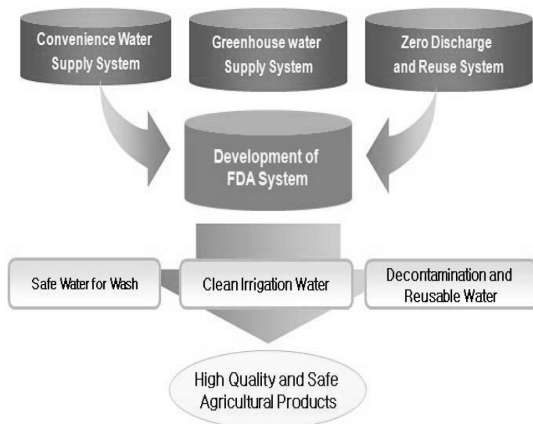 Convenience Water
Supply System
Greenhouse water
Supply System
Zero Discharge
and Reuse System
Development of
FDA System
Safe Water for Wash
Clean Irrigation Water
Decontamination and
Reusable Water
High Quality and Safe
Agricultural Products